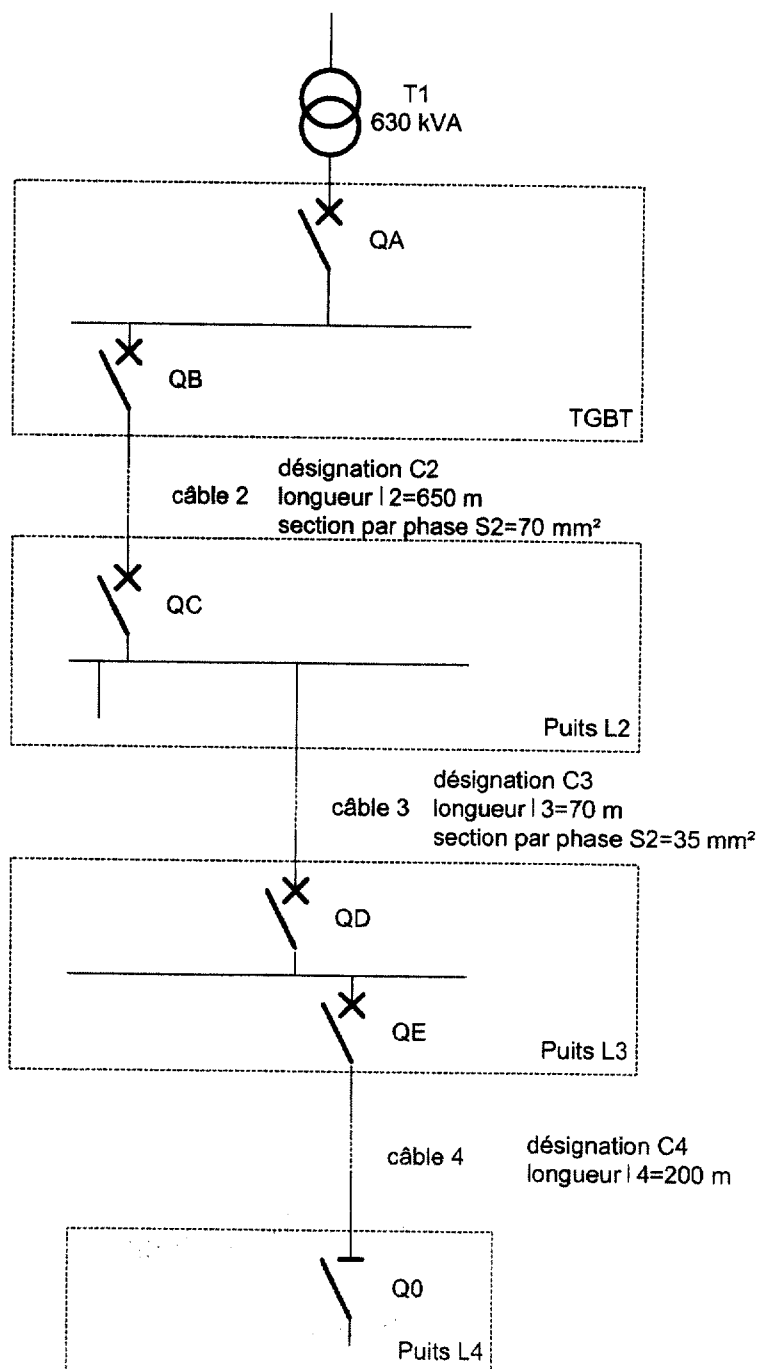 T1
630 kVA
QA
QB
TGBT
câble 2
désignation C2
longueur l 2=650 m
section par phase S2=70 mm²
QC
Puits L2
câble 3
désignation C3
longueur l 3=70 m
section par phase S2=35 mm²
QD
QE
Puits L3
câble 4
désignation C4
longueur l 4=200 m
Q0
Puits L4